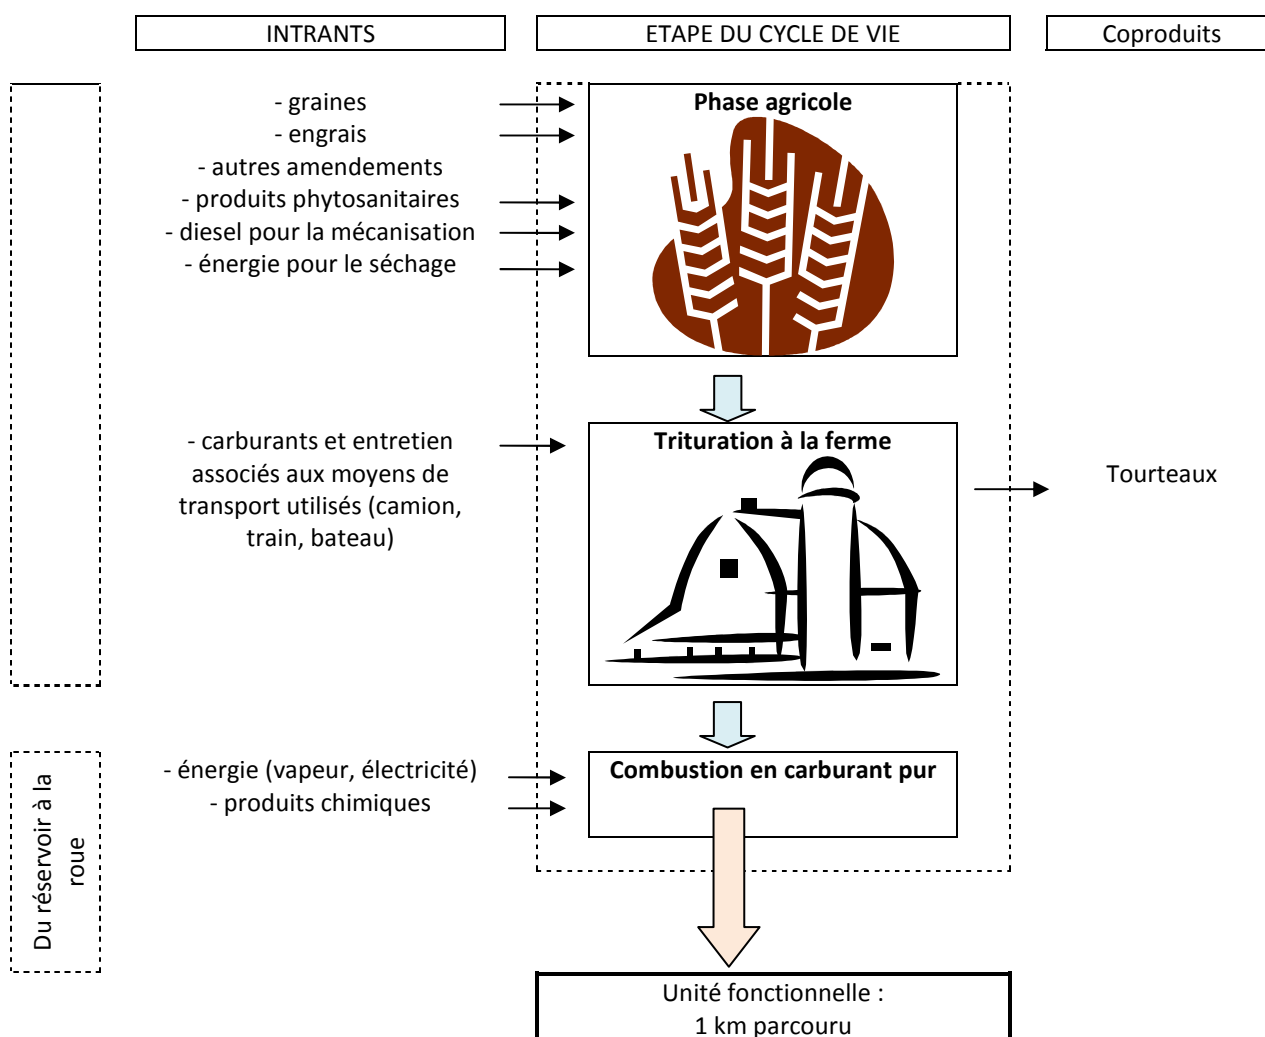 INTRANTS
ETAPE DU CYCLE DE VIE
Coproduits
- graines
- engrais
- autres amendements
- produits phytosanitaires
- diesel pour la mécanisation
- énergie pour le séchage
Phase agricole
- carburants et entretien
associés aux moyens de
transport utilisés (camion,
train, bateau)
Trituration à la ferme
Tourteaux
Du réservoir à la
roue
- énergie (vapeur, électricité)
- produits chimiques
Combustion en carburant pur
Unité fonctionnelle :
1 km parcouru